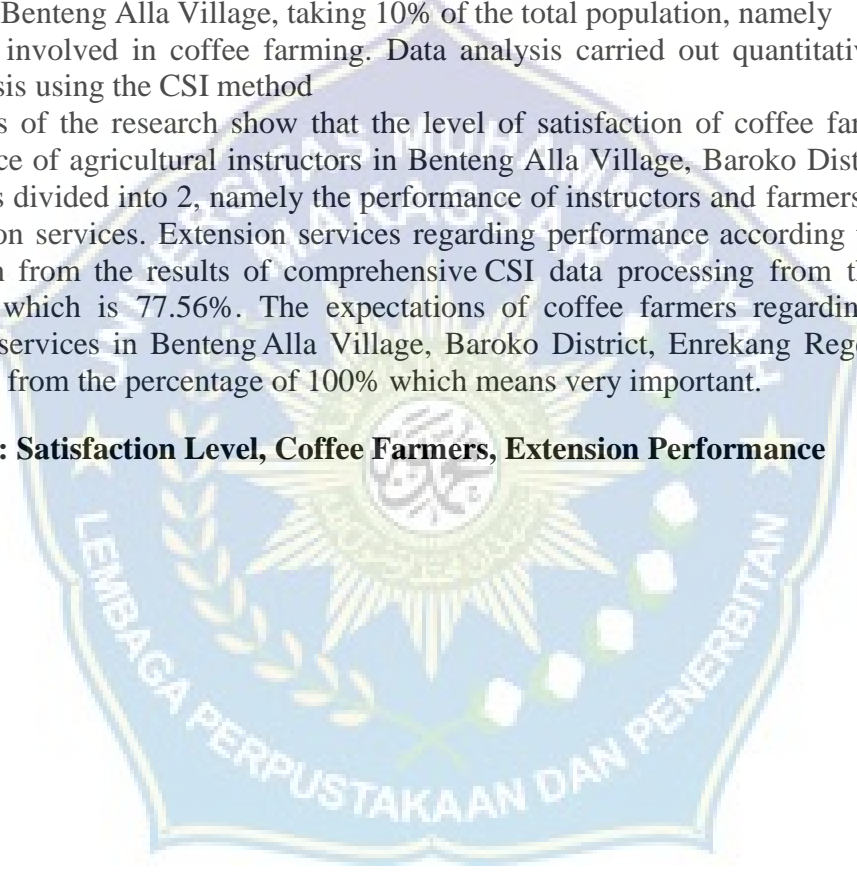 Benteng Alla Village, taking 10% of the total population, namely
involved in coffee farming. Data analysis carried out quantitativ
sis using the CSI method
s of the research show that the level of satisfaction of coffee far
ce of agricultural instructors in Benteng Alla Village, Baroko Dist
s divided into 2, namely the performance of instructors and farmers
on services. Extension services regarding performance according
n from the results of comprehensive CSI data processing from th
which is 77.56%. The expectations of coffee farmers regardin
services in Benteng Alla Village, Baroko District, Enrekang Reg
from the percentage of 100% which means very important.
: Satisfaction Level, Coffee Farmers, Extension Performance
UNIVERSITAS MUHAMMADIYAH
MAKASSAR
LEMBAGA PERPUSTAKAAN DAN PENERBITAN